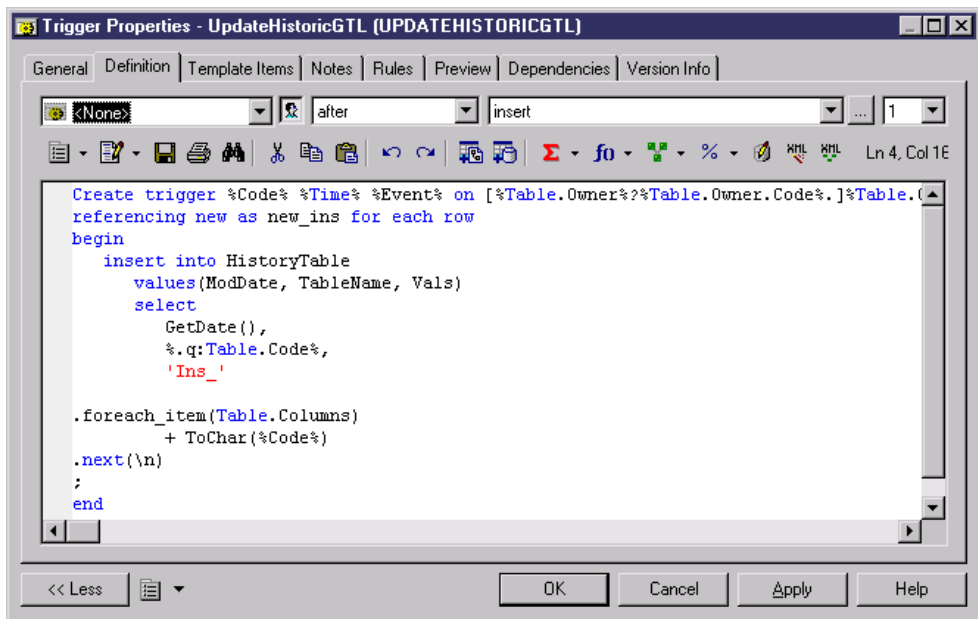 Trigger Properties - UpdateHistoricGTL (UPDATEHISTORICGTL)
General Definition Template Items Notes Rules Preview Dependencies Version Info
<None> after insert ... 1
Σ fo % XML XML Ln 4, Col 16
Create trigger %Code% %Time% %Event% on [%Table.Owner%?%Table.Owner.Code%.]%Table.
referencing new as new_ins for each row
begin
insert into HistoryTable
values(ModDate, TableName, Vals)
select
GetDate(),
%.q:Table.Code%,
'Ins_'
.foreach_item(Table.Columns)
+ ToChar(%Code%)
.next(\n)
;
end
<< Less OK Cancel Apply Help